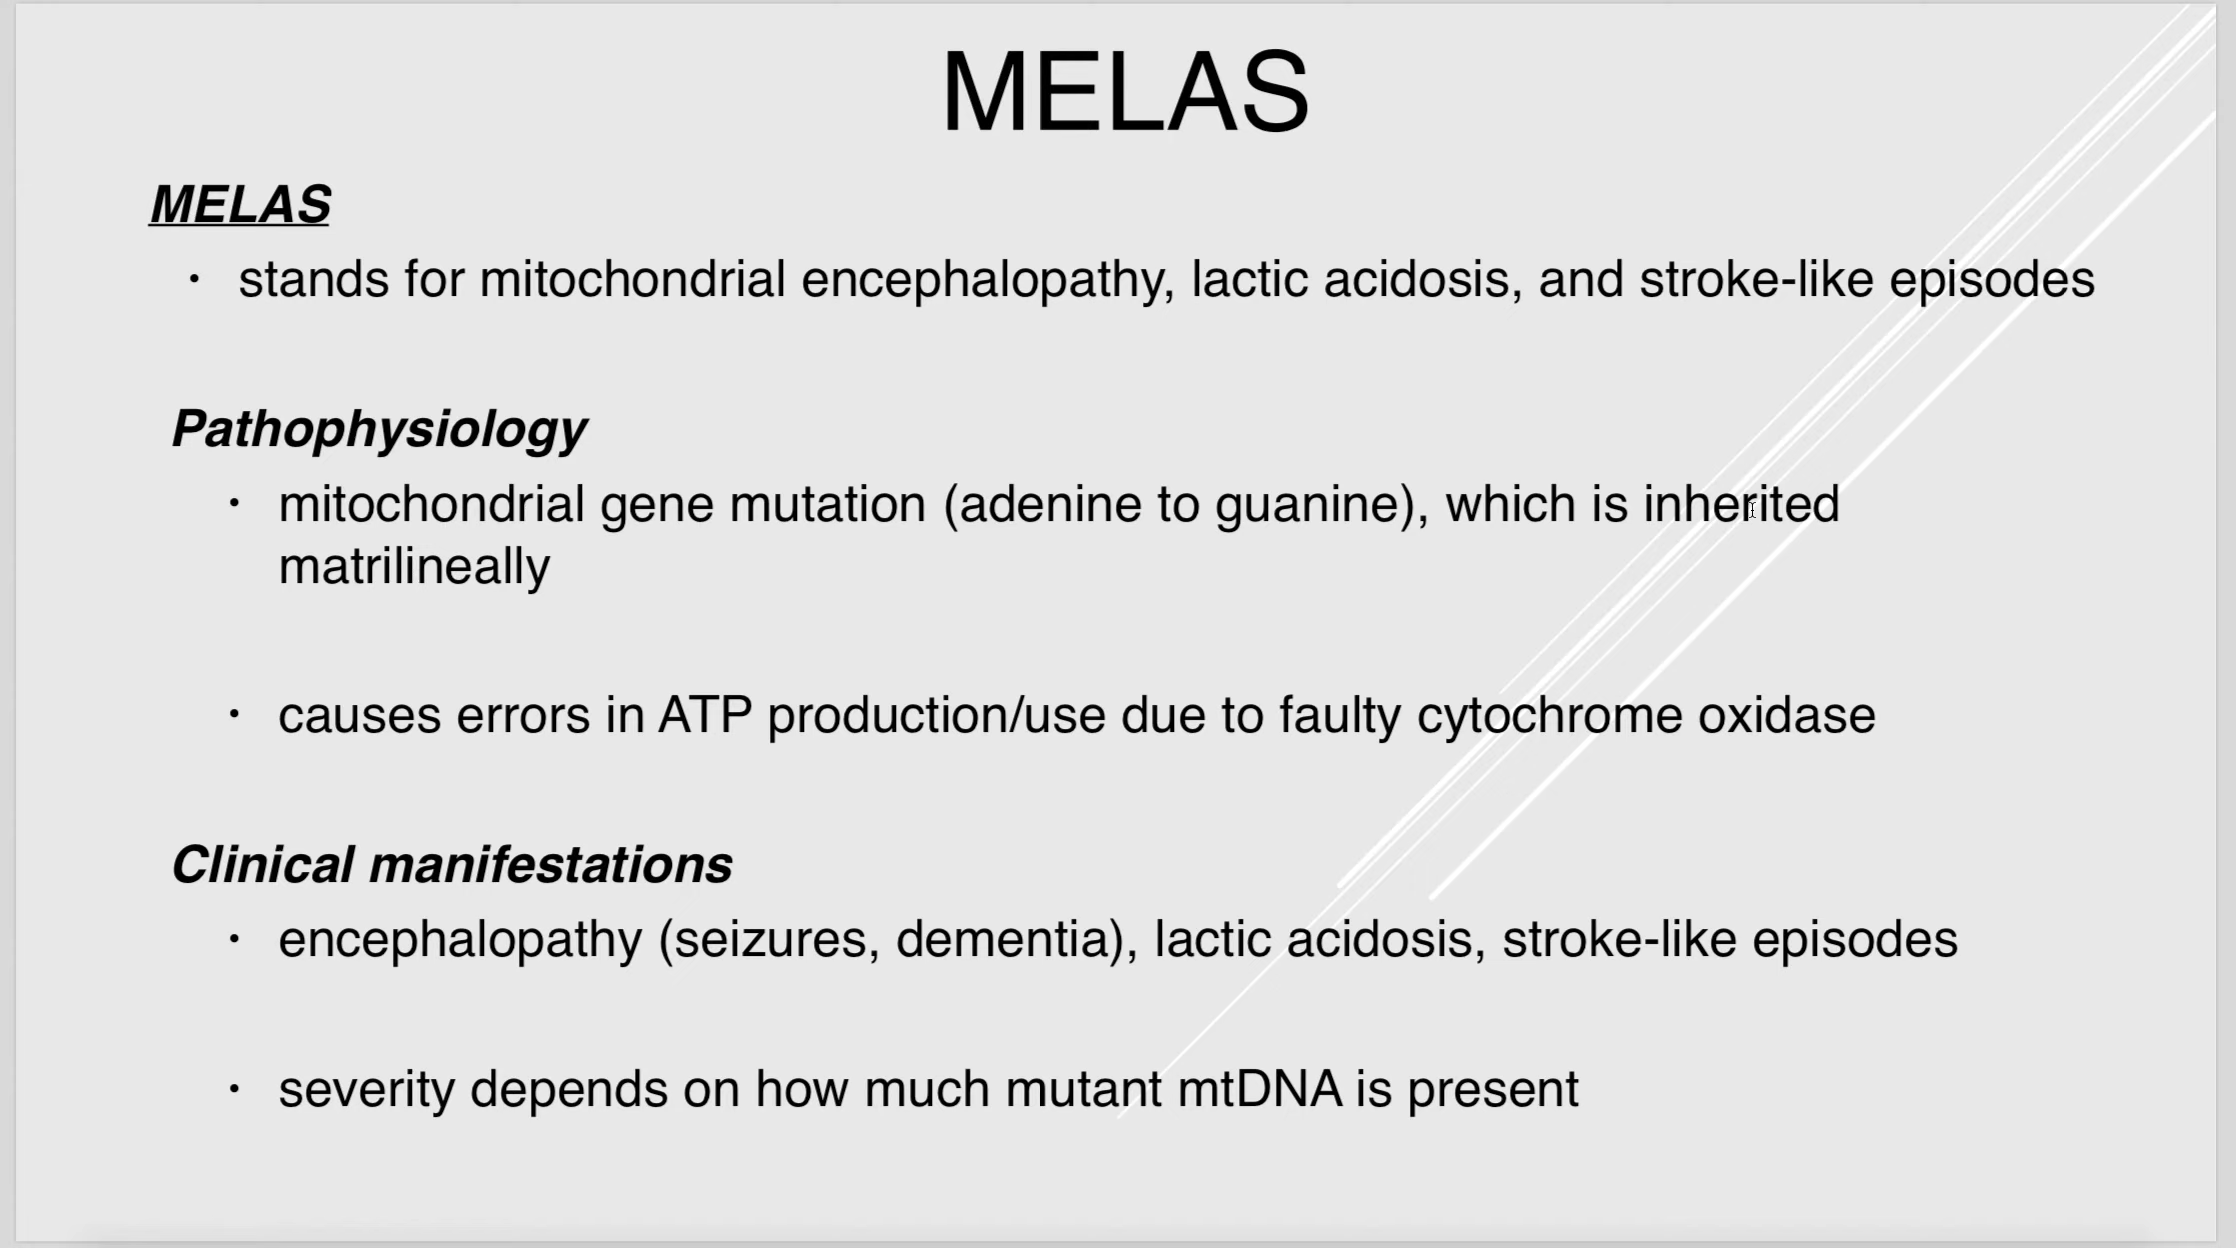 MELAS
MELAS
• stands for mitochondrial encephalopathy, lactic acidosis, and stroke-like episodes
Pathophysiology
• mitochondrial gene mutation (adenine to guanine), which is inherited
matrilineally
• causes errors in ATP production/use due to faulty cytochrome oxidase
Clinical manifestations
• encephalopathy (seizures, dementia), lactic acidosis, stroke-like episodes
• severity depends on how much mutant mtDNA is present